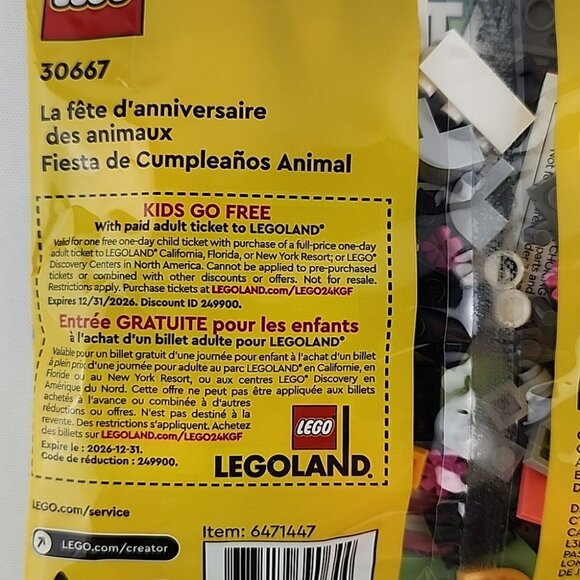 LEGO
30667
La fête d'anniversaire
des animaux
Fiesta de Cumpleaños Animal
KIDS GO FREE
With paid adult ticket to LEGOLAND®
Valid for one free one-day child ticket with purchase of a full-price one-day
adult ticket to LEGOLAND® California, Florida, or New York Resort; or LEGO®
Discovery Centers in North America. Cannot be applied to pre-purchased
tickets or combined with other discounts or offers. Not for resale.
Restrictions apply. Purchase tickets at LEGOLAND.com/LEGO24KGF
Expires 12/31/2026. Discount ID 249900.
Entrée GRATUITE pour les enfants
à l'achat d'un billet adulte pour LEGOLAND®
Valable pour un billet gratuit d'une journée pour enfant à l'achat d'un billet
à plein prix d'une journée pour adulte au parc LEGOLAND® en Californie, en
Floride ou au New York Resort, ou aux centres LEGO® Discovery en
Amérique du Nord. Cette offre ne peut pas être appliquée aux billets
achetés à l'avance ou combinée à d'autres
réductions ou offres. N'est pas destiné à la
revente. Des restrictions s'appliquent. Achetez
des billets sur LEGOLAND.com/LEGO24KGF
Expire le : 2026-12-31.
Code de réduction : 249900.
LEGO
LEGOLAND®
LEGO.com/service
LEGO.com/creator
Item: 6471447